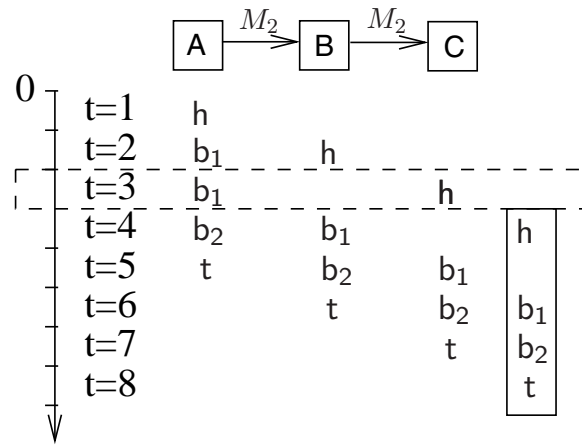 M₂ M₂
A B C
0
t=1 h
t=2 b₁ h
t=3 b₁ h
t=4 b₂ b₁ h
t=5 t b₂ b₁
t=6 t b₂ b₁
t=7 t b₂
t=8 t